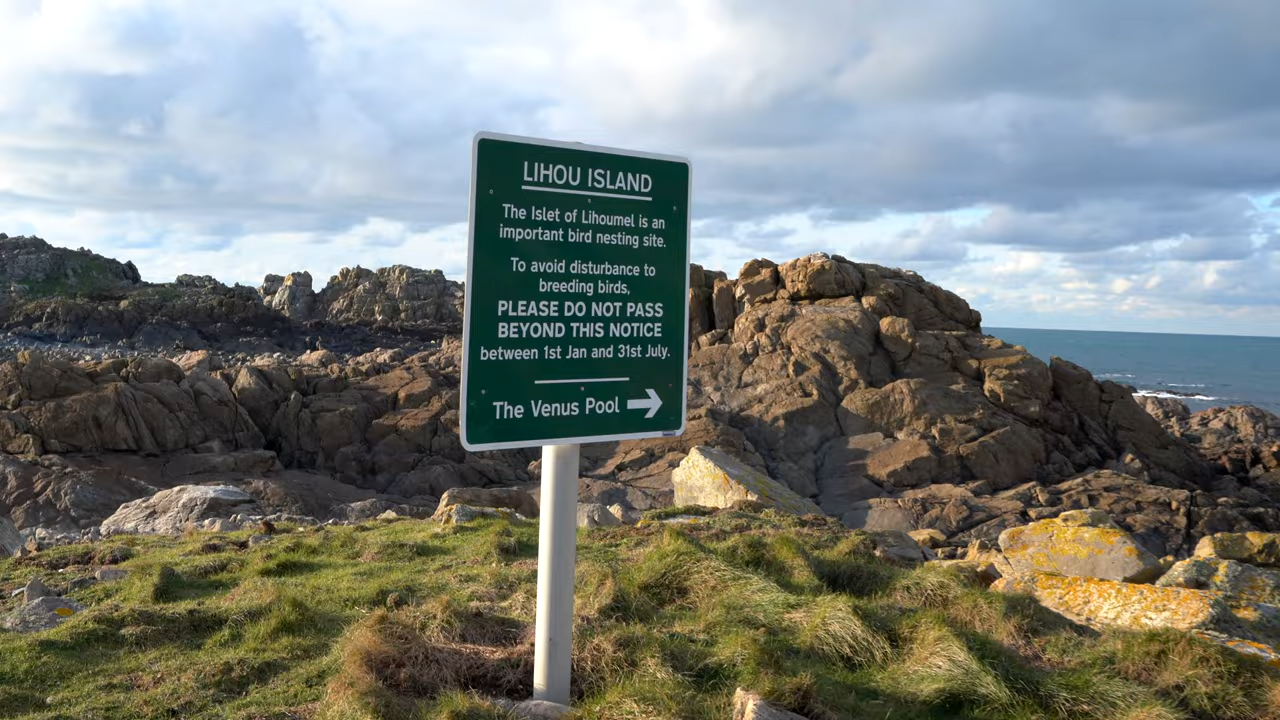 LIHOU ISLAND
The Islet of Lihoumel is an
important bird nesting site.
To avoid disturbance to
breeding birds,
PLEASE DO NOT PASS
BEYOND THIS NOTICE
between 1st Jan and 31st July.
The Venus Pool